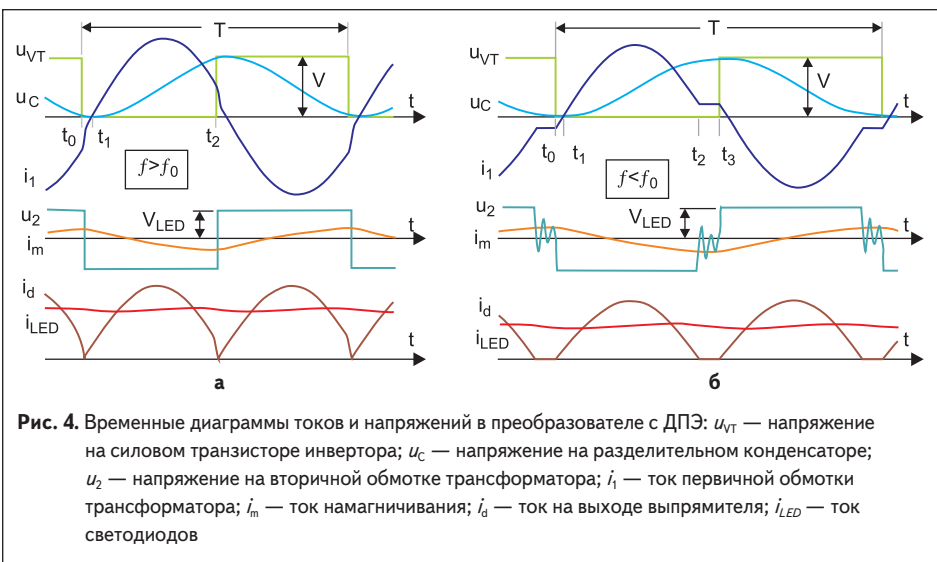 T
T
u_VT
V
u_VT
V
u_C
t
u_C
t
t_0
t_1
t_2
t_0
t_1
t_2
t_3
i_1
f>f_0
i_1
f<f_0
u_2
V_LED
u_2
V_LED
i_m
t
i_m
t
i_d
i_d
i_LED
t
i_LED
t
а
б
Рис. 4. Временные диаграммы токов и напряжений в преобразователе с ДПЭ: u_VT — напряжение
на силовом транзисторе инвертора; u_C — напряжение на разделительном конденсаторе;
u_2 — напряжение на вторичной обмотке трансформатора; i_1 — ток первичной обмотки
трансформатора; i_m — ток намагничивания; i_d — ток на выходе выпрямителя; i_LED — ток
светодиодов